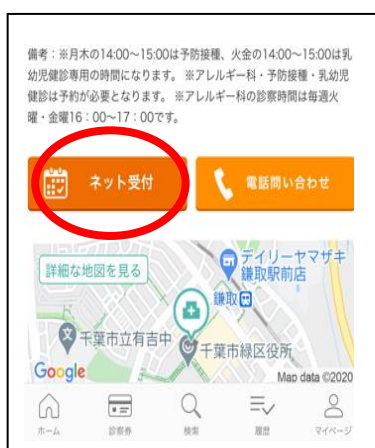 備考：※月木の14:00~15:00は予防接種、火金の14:00~15:00は乳
幼児健診専用の時間になります。 ※アレルギー科・予防接種・乳幼児
健診は予約が必要となります。 ※アレルギー科の診察時間は毎週火
曜・金曜16：00~17：00です。
ネット受付
電話問い合わせ
詳細な地図を見る
デイリーヤマザキ
鎌取駅前店
鎌取
千葉市立有吉中
千葉市緑区役所
Google
Map data ©2020
ホーム
診察券
検索
履歴
マイページ